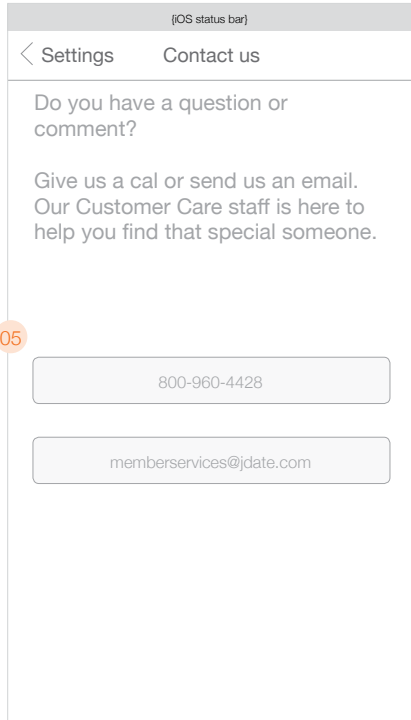 {iOS status bar}
Settings Contact us
Do you have a question or
comment?
Give us a cal or send us an email.
Our Customer Care staff is here to
help you find that special someone.
05
800-960-4428
memberservices@jdate.com